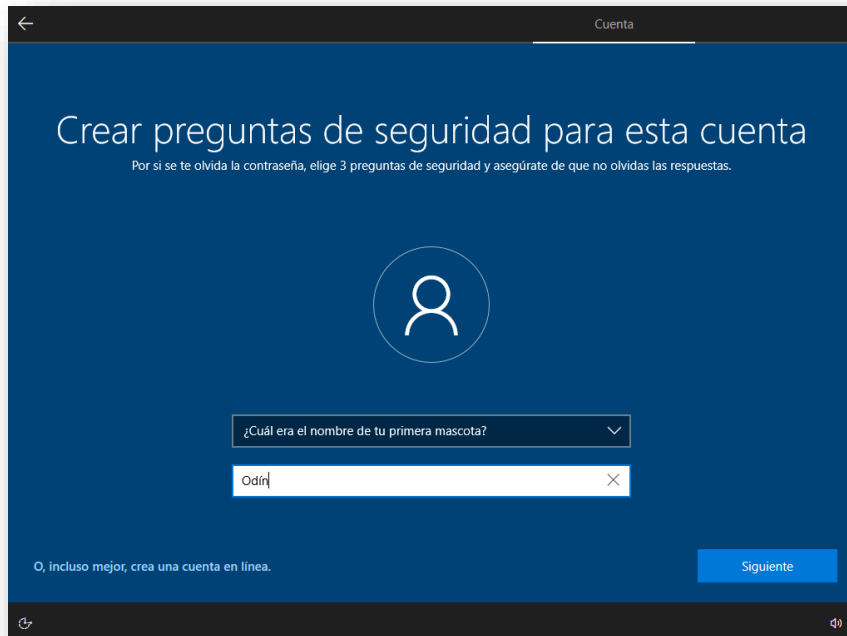 Cuenta
Crear preguntas de seguridad para esta cuenta
Por si se te olvida la contraseña, elige 3 preguntas de seguridad y asegúrate de que no olvidas las respuestas.
¿Cuál era el nombre de tu primera mascota?
Odín
O, incluso mejor, crea una cuenta en línea.
Siguiente